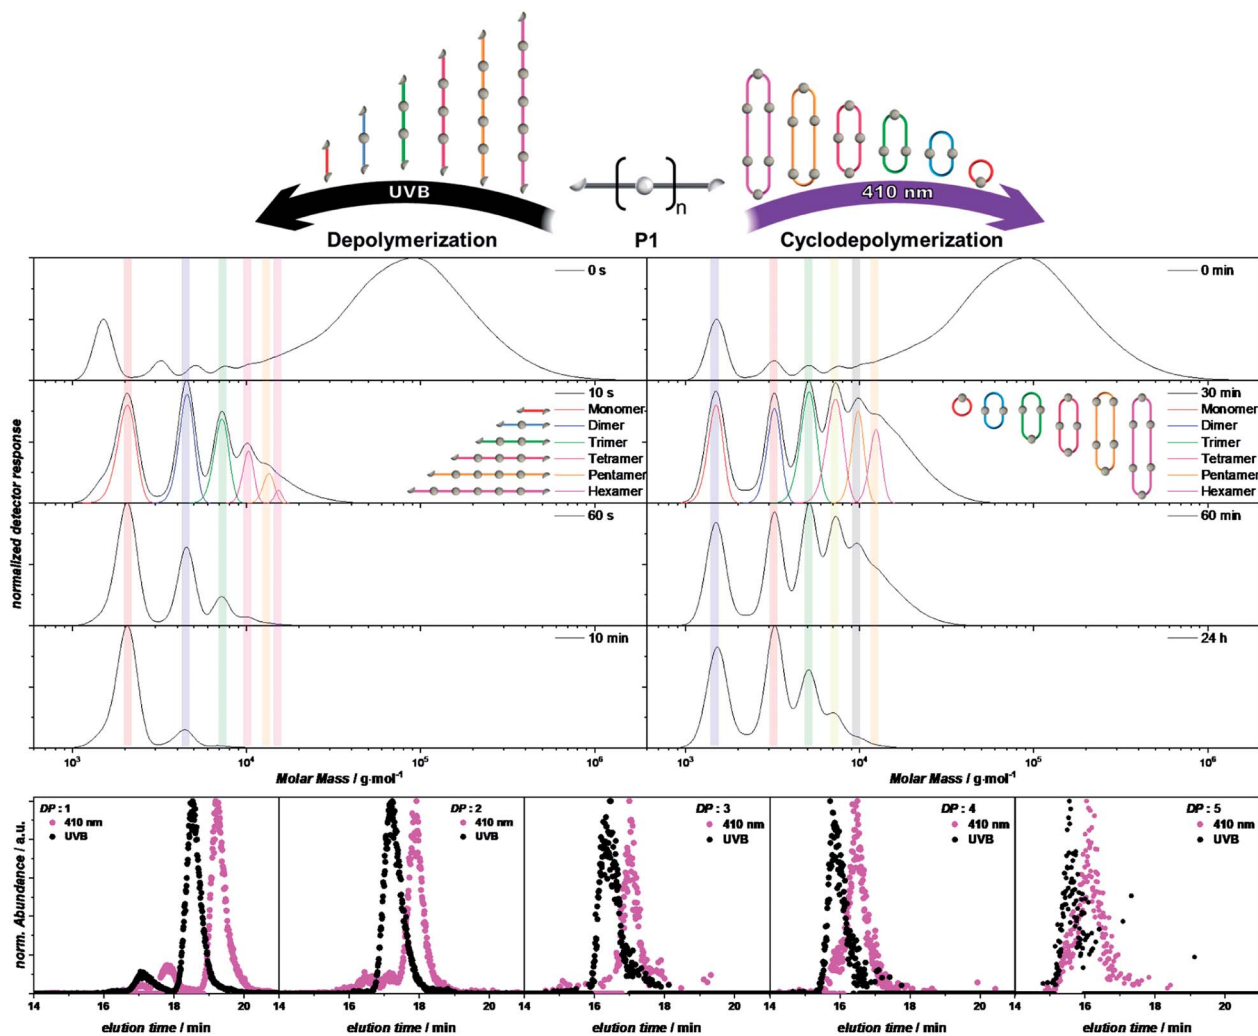 UVB
410 nm
n
Depolymerization
P1
Cyclodepolymerization
normalized detector response
0 s
10 s
Monomer
Dimer
Trimer
Tetramer
Pentamer
Hexamer
60 s
10 min
10³ 10⁴ 10⁵ 10⁶
Molar Mass / g·mol⁻¹
0 min
30 min
Monomer
Dimer
Trimer
Tetramer
Pentamer
Hexamer
60 min
24 h
10³ 10⁴ 10⁵ 10⁶
Molar Mass / g·mol⁻¹
norm. Abundance / a.u.
DP : 1
410 nm
UVB
14 16 18 20
elution time / min
DP : 2
410 nm
UVB
14 16 18 20
elution time / min
DP : 3
410 nm
UVB
14 16 18 20
elution time / min
DP : 4
410 nm
UVB
14 16 18 20
elution time / min
DP : 5
410 nm
UVB
14 16 18 20
elution time / min